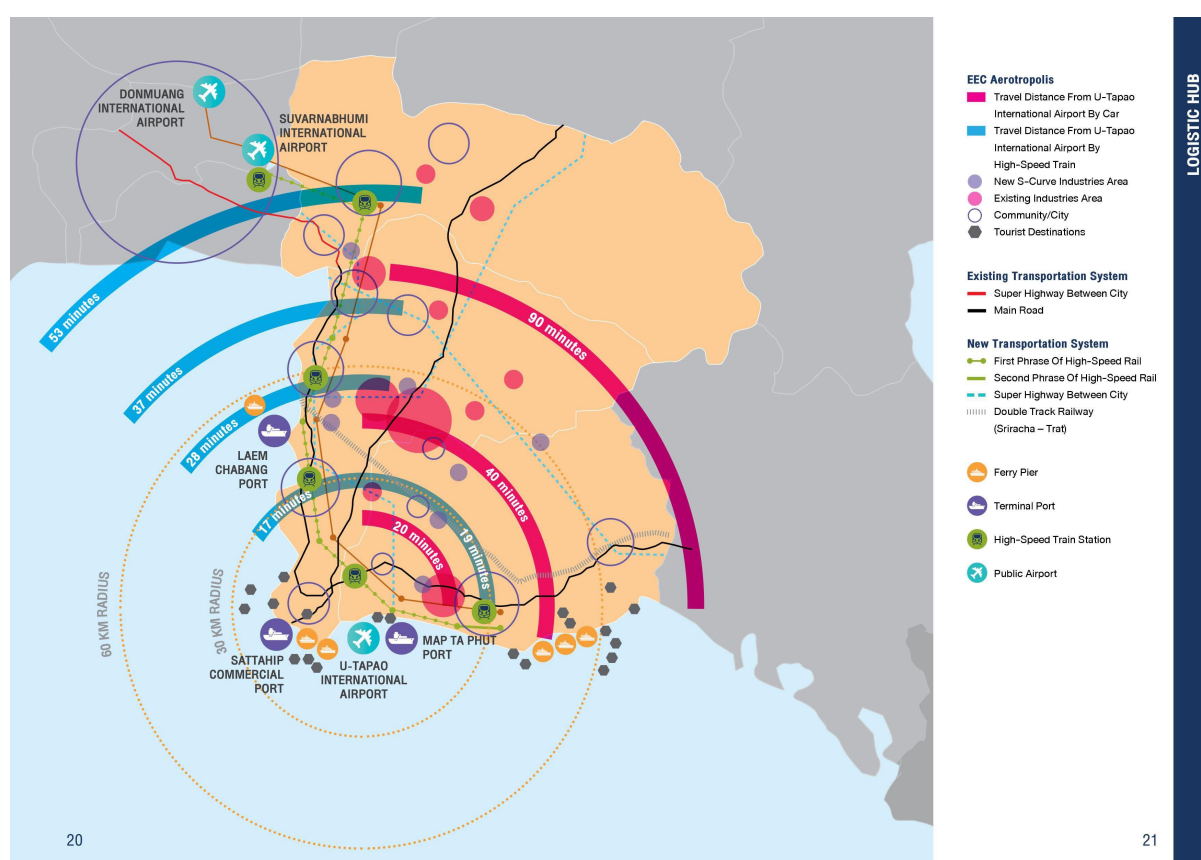 DONMUANG
INTERNATIONAL
AIRPORT
SUVARNABHUMI
INTERNATIONAL
AIRPORT
53 minutes
37 minutes
28 minutes
17 minutes
90 minutes
40 minutes
20 minutes
19 minutes
LAEM
CHABANG
PORT
60 KM RADIUS
30 KM RADIUS
SATTAHIP
COMMERCIAL
PORT
U-TAPAO
INTERNATIONAL
AIRPORT
MAP TA PHUT
PORT
20
EEC Aerotropolis
Travel Distance From U-Tapao
International Airport By Car
Travel Distance From U-Tapao
International Airport By
High-Speed Train
New S-Curve Industries Area
Existing Industries Area
Community/City
Tourist Destinations
Existing Transportation System
Super Highway Between City
Main Road
New Transportation System
First Phrase Of High-Speed Rail
Second Phrase Of High-Speed Rail
Super Highway Between City
Double Track Railway
(Sriracha – Trat)
Ferry Pier
Terminal Port
High-Speed Train Station
Public Airport
21
LOGISTIC HUB